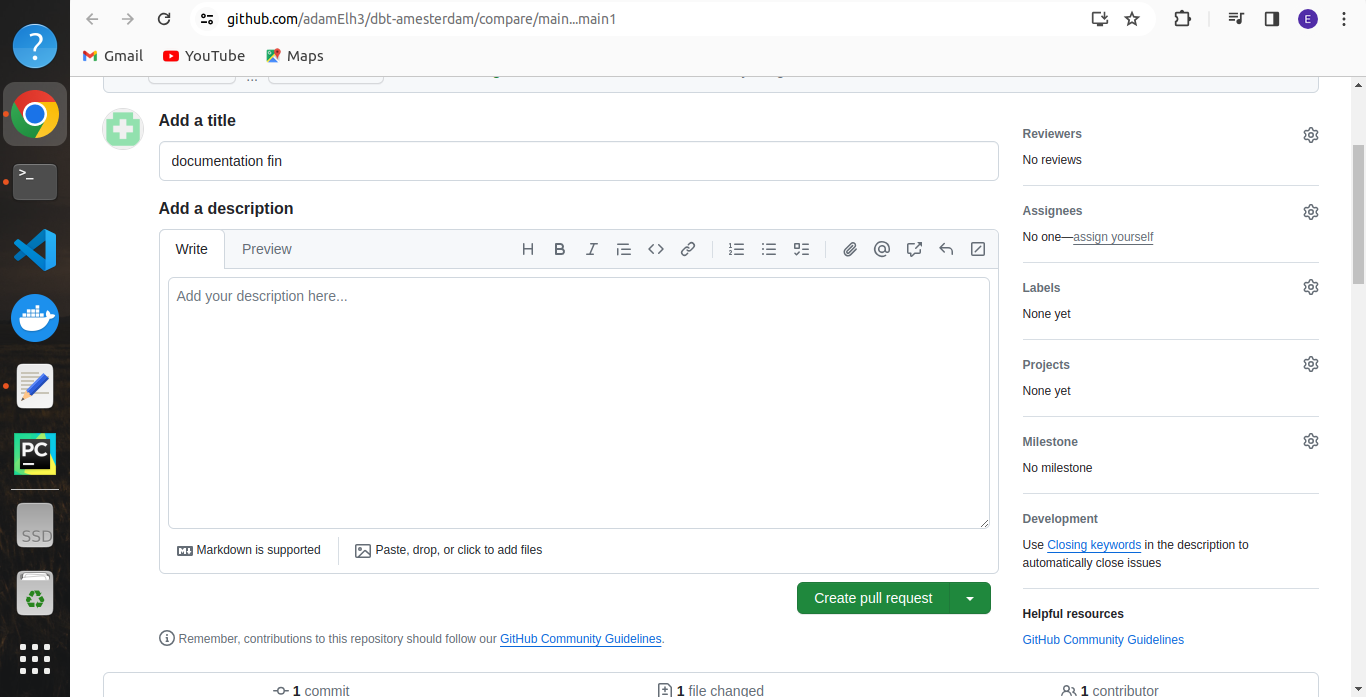 github.com/adamElh3/dbt-amesterdam/compare/main...main1
E
Gmail
YouTube
Maps
...
Add a title
documentation fin
Add a description
Write
Preview
Add your description here...
Markdown is supported
Paste, drop, or click to add files
Create pull request
Remember, contributions to this repository should follow our GitHub Community Guidelines.
1 commit
1 file changed
1 contributor
Reviewers
No reviews
Assignees
No one—assign yourself
Labels
None yet
Projects
None yet
Milestone
No milestone
Development
Use Closing keywords in the description to
automatically close issues
Helpful resources
GitHub Community Guidelines
?
>_
PC
SSD